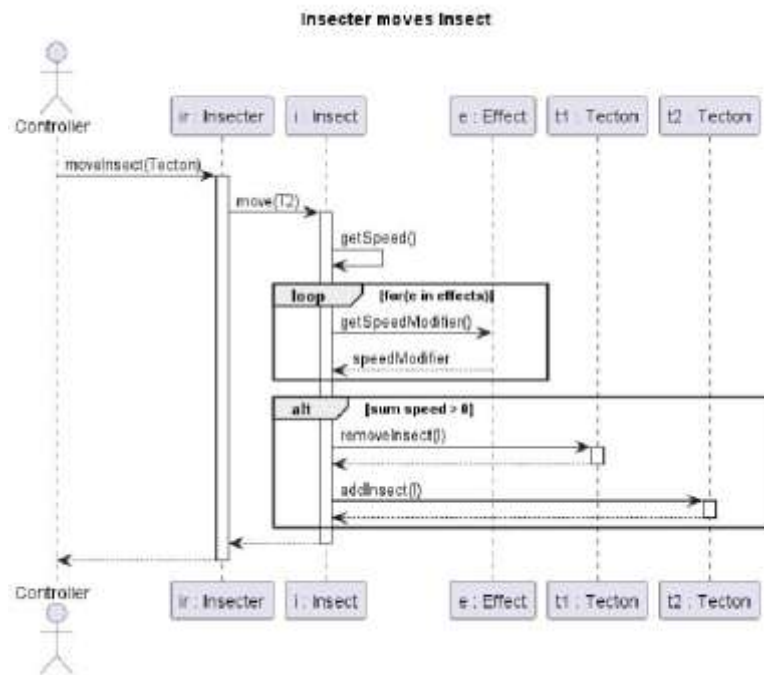 Insecter moves Insect
Controller
ir : Insecter
i : Insect
e : Effect
t1 : Tecton
t2 : Tecton
moveInsect(Tecton)
move(T2)
getSpeed()
loop
[for(e in effects)]
getSpeedModifier()
speedModifier
alt
[sum speed > 0]
removeInsect(I)
addInsect(I)
Controller
ir : Insecter
i : Insect
e : Effect
t1 : Tecton
t2 : Tecton